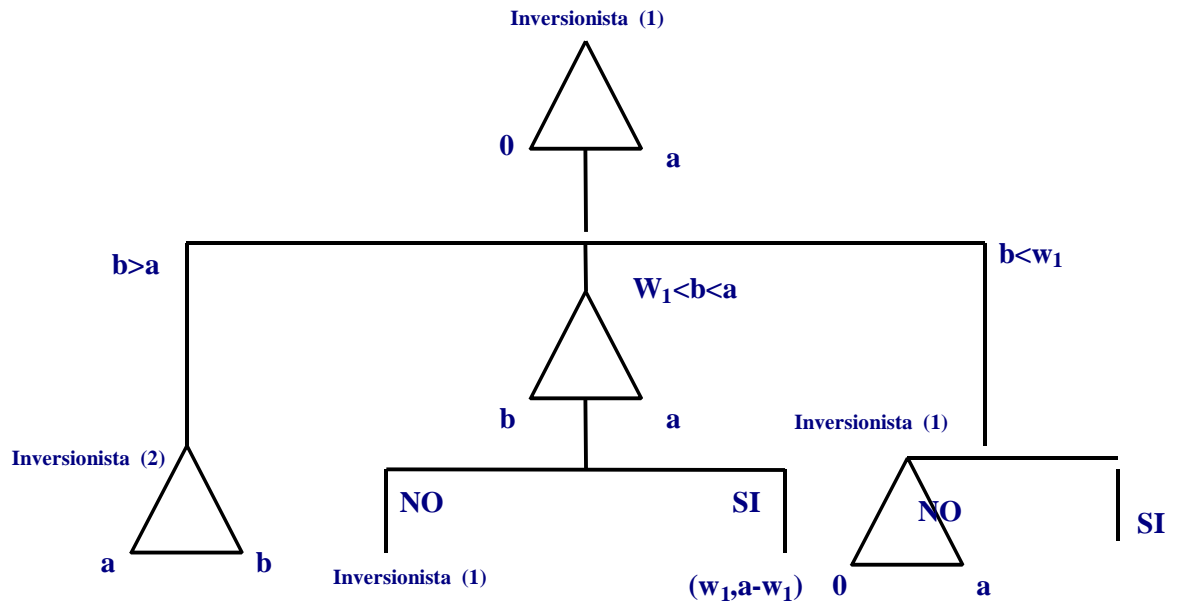 Inversionista (1)
0
a
b>a
b<w1
W1<b<a
b
a
Inversionista (1)
Inversionista (2)
NO
SI
NO
SI
a
b
Inversionista (1)
(w1,a-w1)
0
a